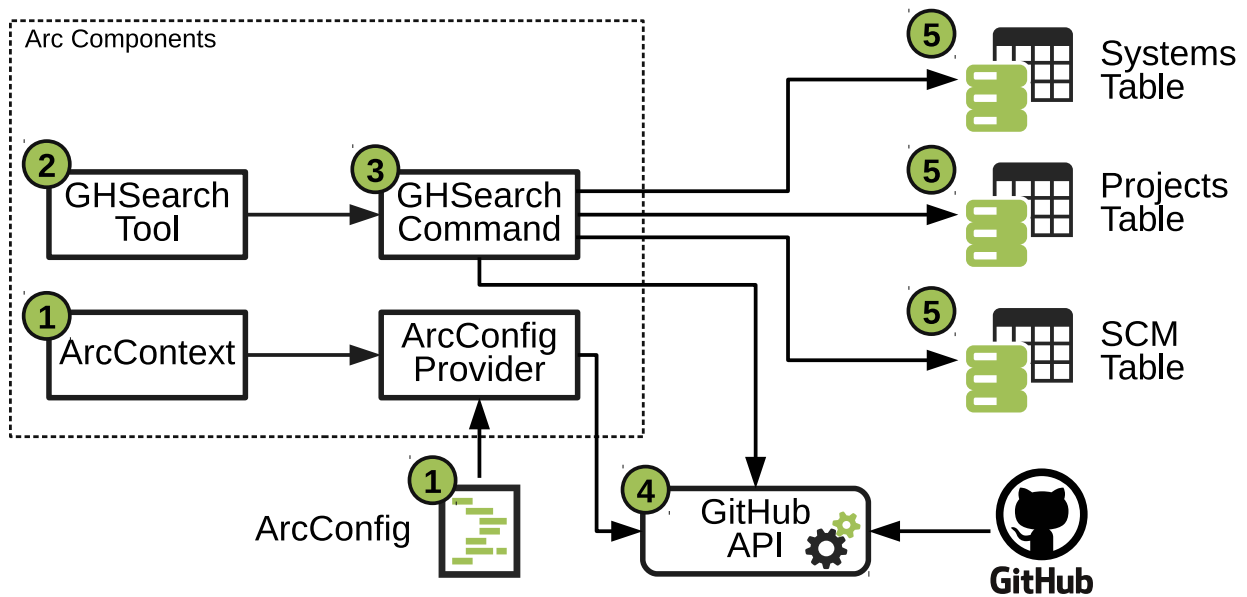 Arc Components
5
Systems
Table
2
GHSearch
Tool
3
GHSearch
Command
5
Projects
Table
1
ArcContext
ArcConfig
Provider
5
SCM
Table
1
ArcConfig
4
GitHub
API
GitHub